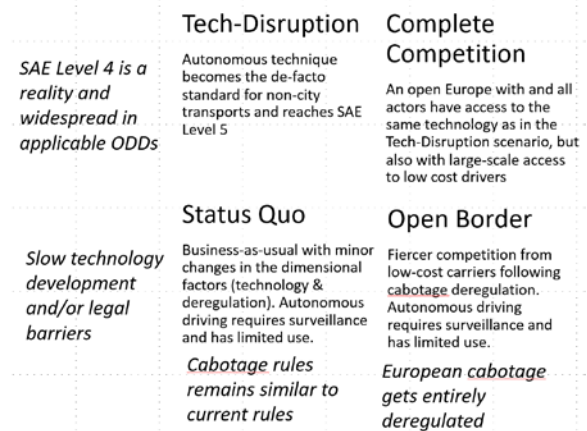 SAE Level 4 is a
reality and
widespread in
applicable ODDs
Tech-Disruption
Autonomous technique
becomes the de-facto
standard for non-city
transports and reaches SAE
Level 5
Complete
Competition
An open Europe with and all
actors have access to the
same technology as in the
Tech-Disruption scenario, but
also with large-scale access
to low cost drivers
Slow technology
development
and/or legal
barriers
Status Quo
Business-as-usual with minor
changes in the dimensional
factors (technology &
deregulation). Autonomous
driving requires surveillance
and has limited use.
Open Border
Fiercer competition from
low-cost carriers following
cabotage deregulation.
Autonomous driving
requires surveillance and
has limited use.
Cabotage rules
remains similar to
current rules
European cabotage
gets entirely
deregulated